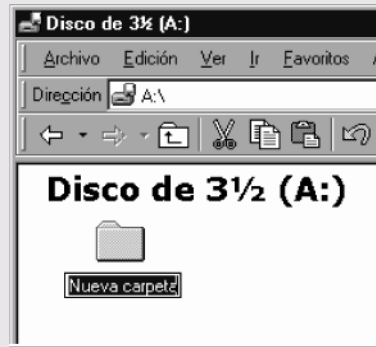 Disco de 3½ (A:)
Archivo Edición Ver Ir Favoritos
Dirección A:\
Disco de 3½ (A:)
Nueva carpeta